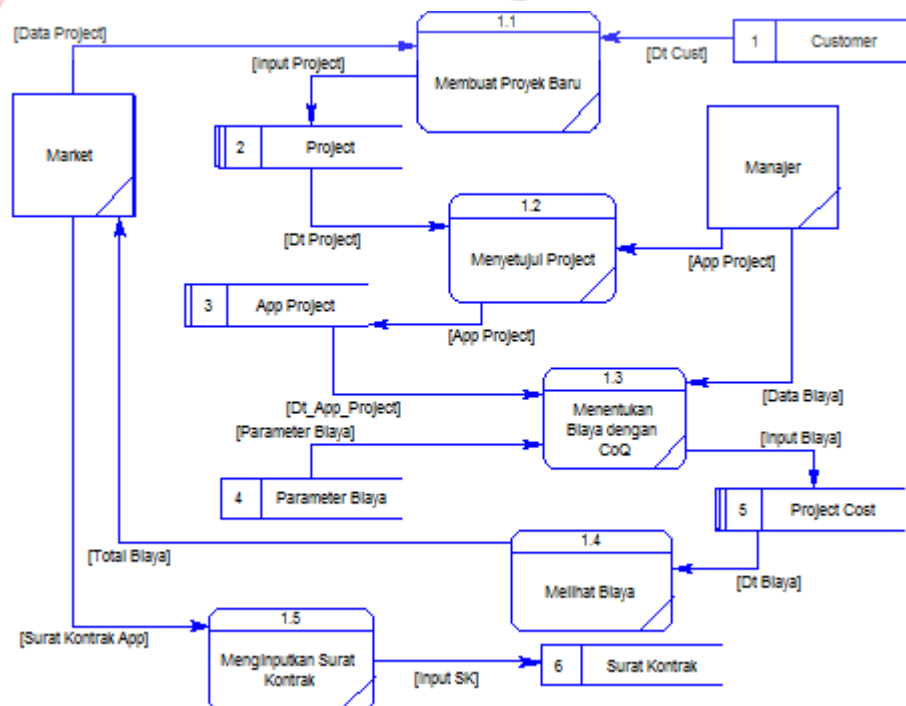 [Data Project]
1.1
Membuat Proyek Baru
[Dt Cust]
1
Customer
[Input Project]
Market
2
Project
Manajer
[Dt Project]
1.2
Menyetujui Project
[App Project]
3
App Project
[App Project]
1.3
Menentukan
Biaya dengan
CoQ
[Dt_App_Project]
[Data Biaya]
[Parameter Biaya]
[Input Biaya]
4
Parameter Biaya
5
Project Cost
[Total Biaya]
1.4
Melihat Biaya
[Dt Biaya]
[Surat Kontrak App]
1.5
Menginputkan Surat
Kontrak
[Input SK]
6
Surat Kontrak